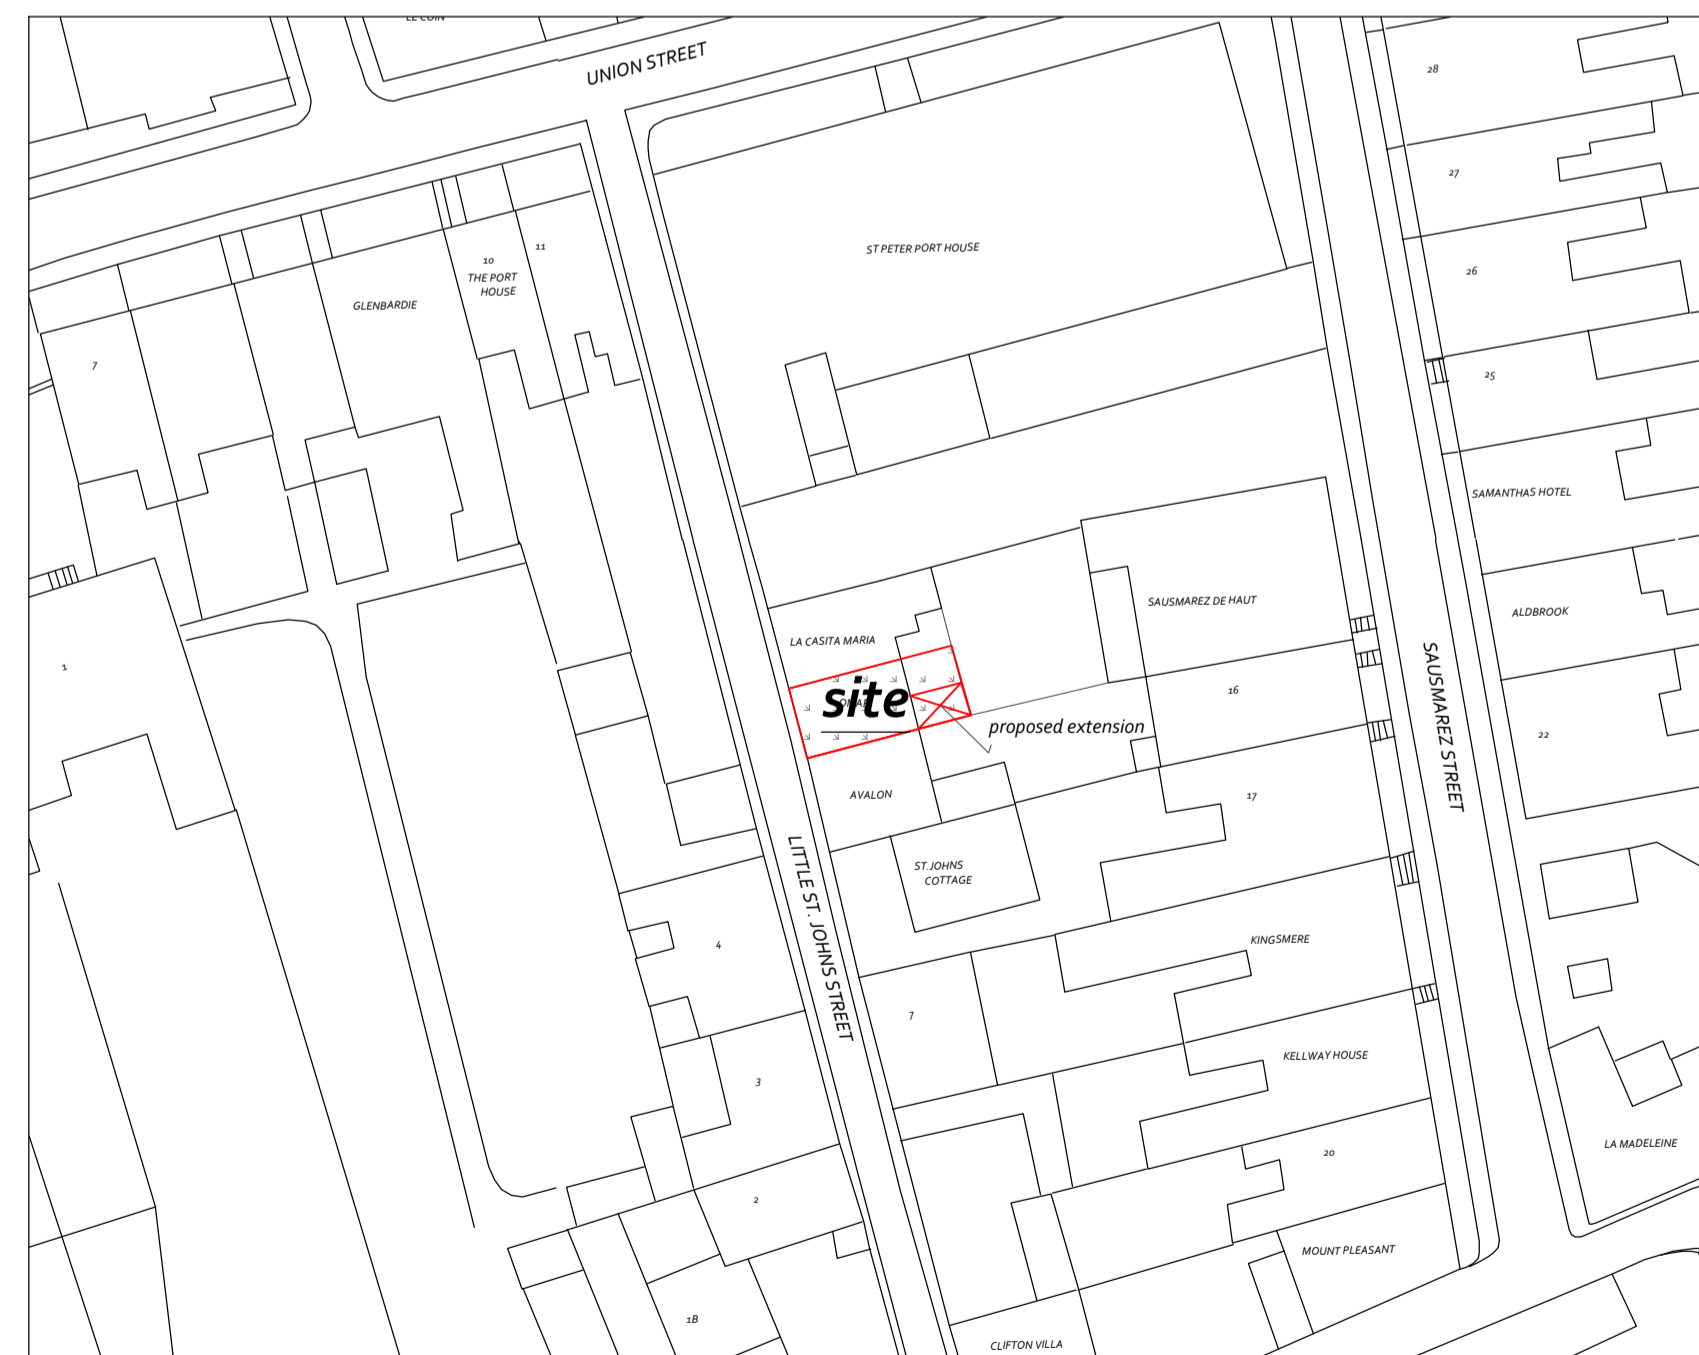 LE COIN
UNION STREET
28
27
26
25
ST PETER PORT HOUSE
11
10
THE PORT
HOUSE
GLENBARDIE
7
SAMANTHAS HOTEL
SAUSMAREZ DE HAUT
ALDBROOK
LA CASITA MARIA
1
16
site
proposed extension
SAUSMAREZ STREET
22
AVALON
17
LITTLE ST. JOHNS STREET
ST.JOHNS
COTTAGE
4
KINGSMERE
7
KELLWAY HOUSE
3
20
LA MADELEINE
2
MOUNT PLEASANT
1B
CLIFTON VILLA